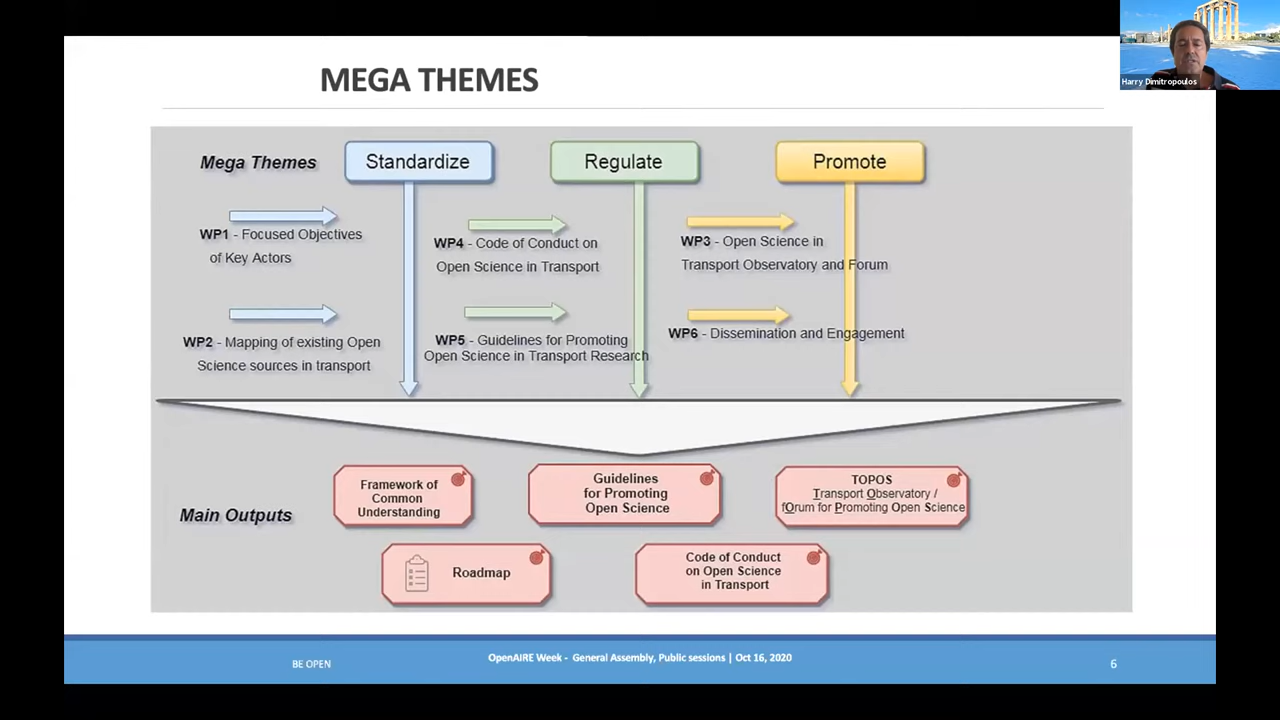 Harry Dimitropoulos
MEGA THEMES
Mega Themes
Standardize
Regulate
Promote
WP1 - Focused Objectives
of Key Actors
WP4 - Code of Conduct on
Open Science in Transport
WP3 - Open Science in
Transport Observatory and Forum
WP2 - Mapping of existing Open
Science sources in transport
WP5 - Guidelines for Promoting
Open Science in Transport Research
WP6 - Dissemination and Engagement
Main Outputs
Framework of
Common
Understanding
Guidelines
for Promoting
Open Science
TOPOS
Transport Observatory /
fOrum for Promoting Open Science
Roadmap
Code of Conduct
on Open Science
in Transport
BE OPEN
OpenAIRE Week - General Assembly, Public sessions | Oct 16, 2020
6